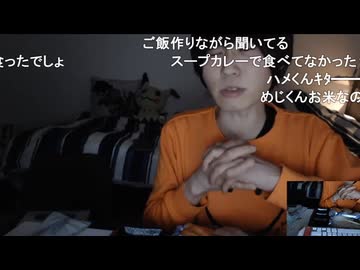 ご飯作りながら聞いてる
食ったでしょ
スープカレーで食べてなかった
ハメくんｷﾀ━━
めじくんお米なの